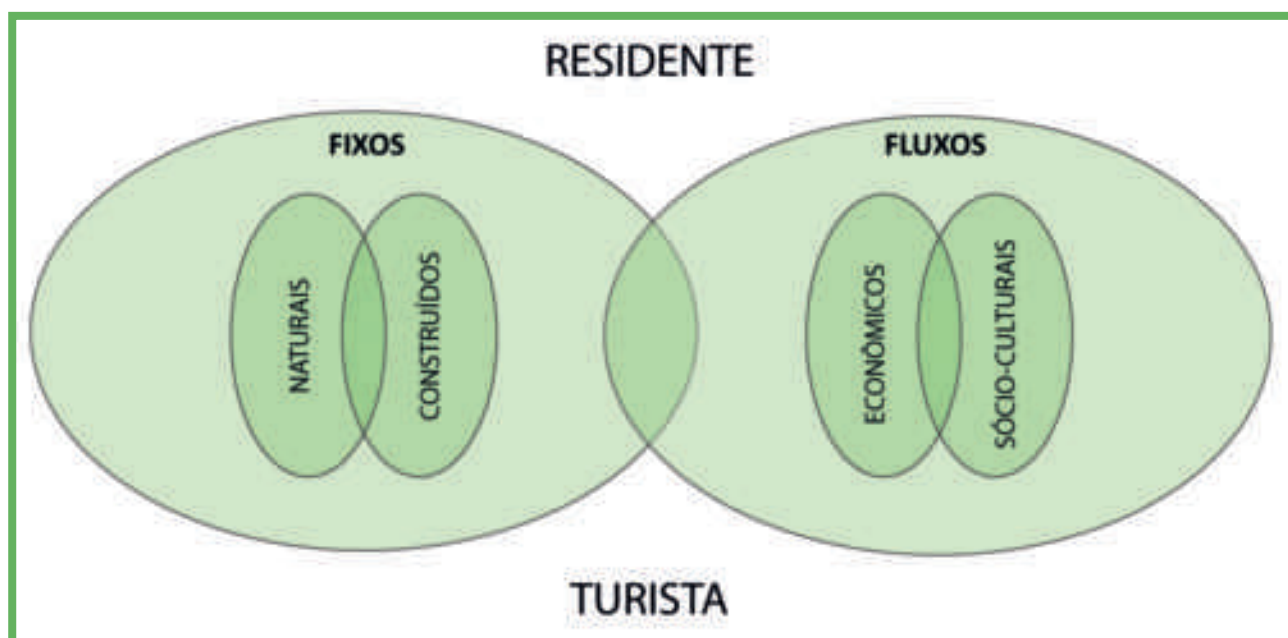 RESIDENTE
FIXOS
FLUXOS
NATURAIS
CONSTRUÍDOS
ECONÔMICOS
SÓCIO-CULTURAIS
TURISTA